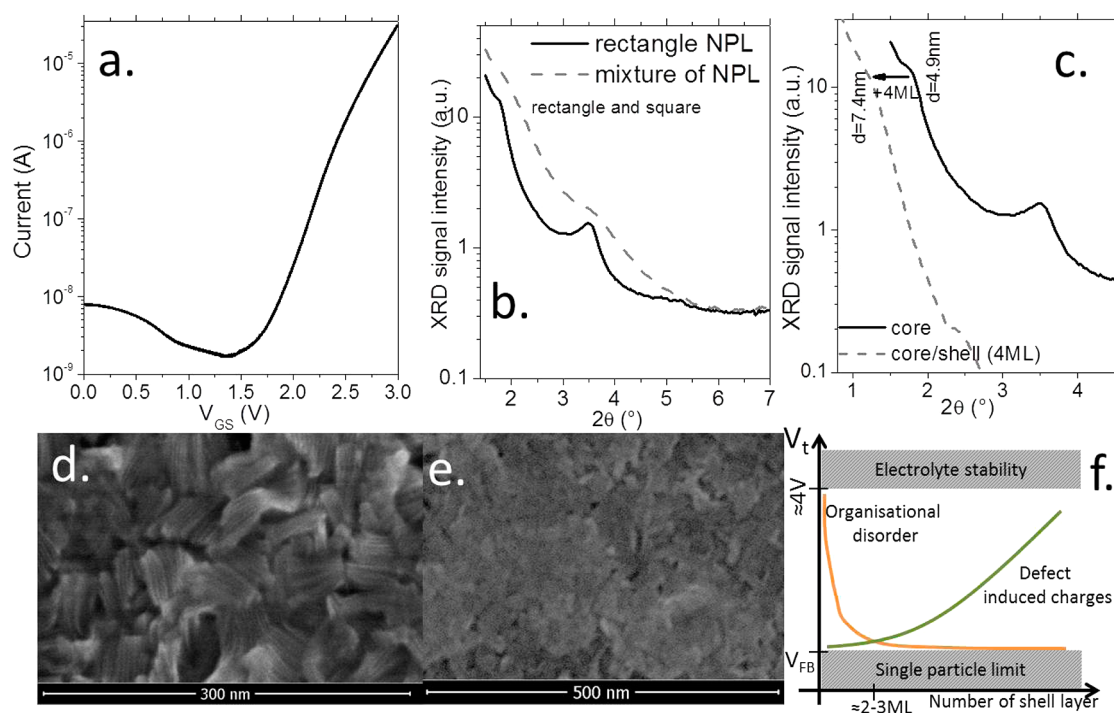 a.
10⁻⁵
10⁻⁶
10⁻⁷
10⁻⁸
10⁻⁹
Current (A)
0.0 0.5 1.0 1.5 2.0 2.5 3.0
V_GS (V)
b.
rectangle NPL
mixture of NPL
rectangle and square
10
1
0.1
XRD signal intensity (a.u.)
2 3 4 5 6 7
2θ (°)
c.
d=7.4nm
+4ML
d=4.9nm
10
1
0.1
XRD signal intensity (a.u.)
core
core/shell (4ML)
1 2 3 4
2θ (°)
d.
300 nm
e.
500 nm
f.
V_t
Electrolyte stability
≈4V
Organisational
disorder
Defect
induced charges
V_FB
Single particle limit
≈2-3ML
Number of shell layer